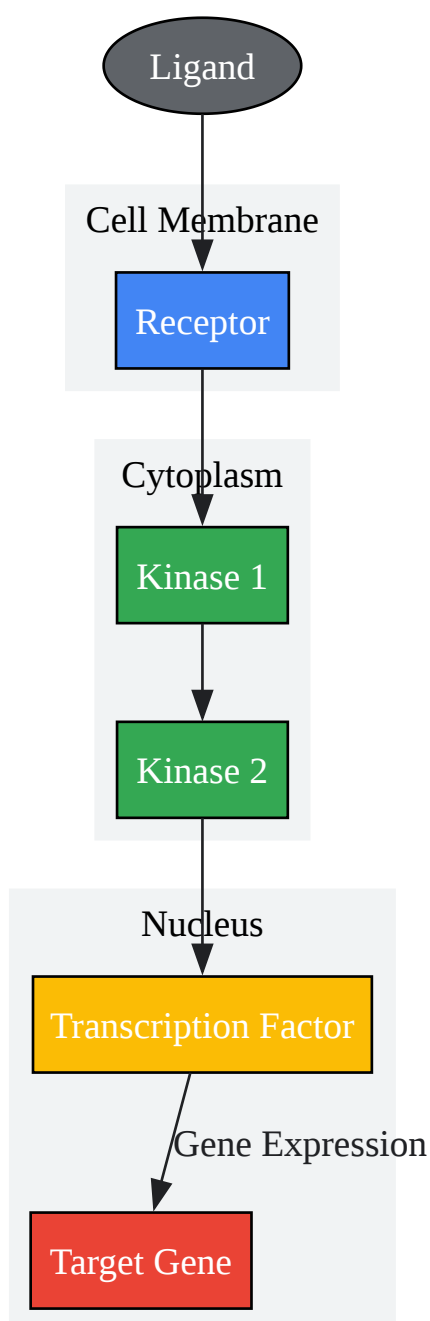 Ligand
Cell Membrane
Receptor
Cytoplasm
Kinase 1
Kinase 2
Nucleus
Transcription Factor
Gene Expression
Target Gene